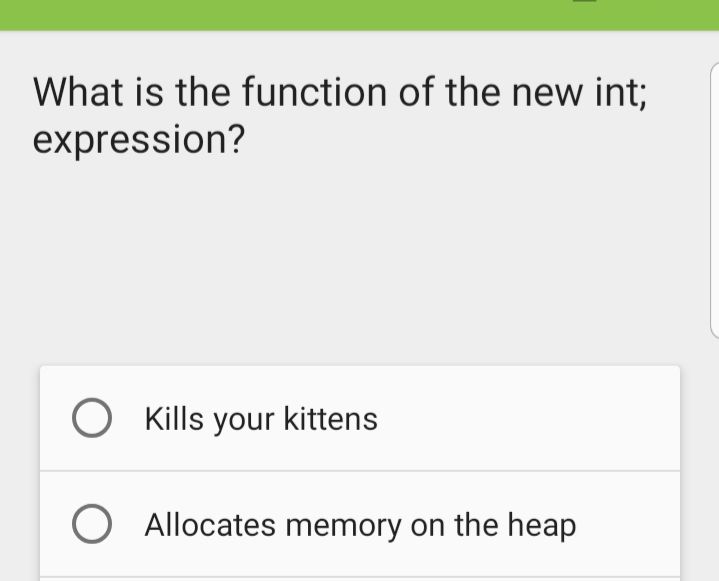 What is the function of the new int;
expression?
Kills your kittens
Allocates memory on the heap